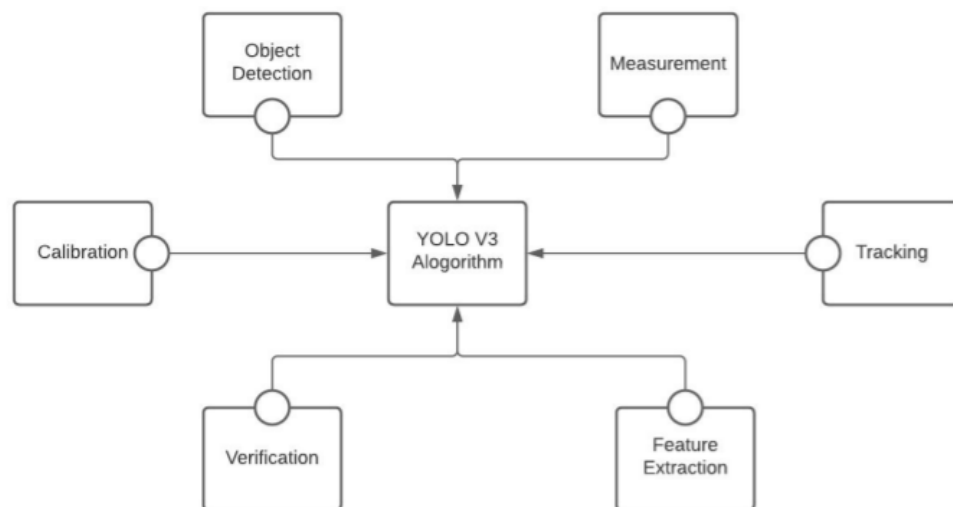 Object
Detection
Measurement
Calibration
YOLO V3
Alogorithm
Tracking
Verification
Feature
Extraction